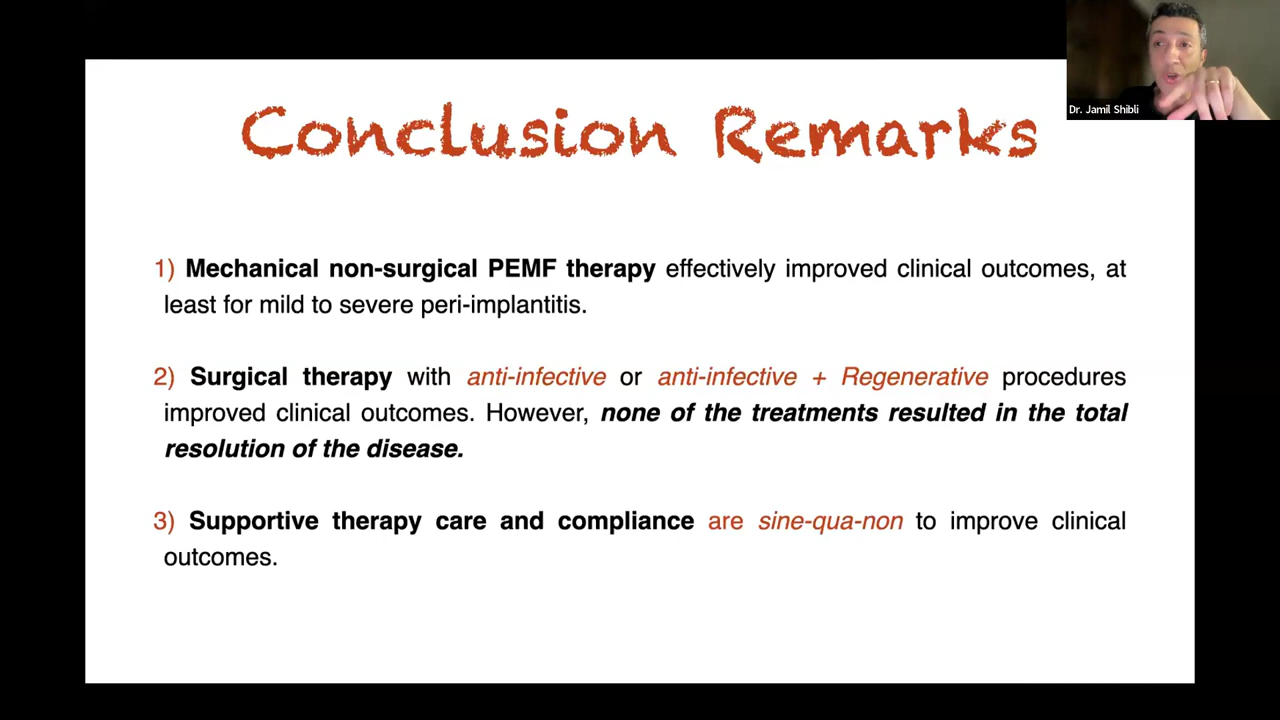 Dr. Jamil Shibli
Conclusion Remarks
1) Mechanical non-surgical PEMF therapy effectively improved clinical outcomes, at
least for mild to severe peri-implantitis.
2) Surgical therapy with anti-infective or anti-infective + Regenerative procedures
improved clinical outcomes. However, none of the treatments resulted in the total
resolution of the disease.
3) Supportive therapy care and compliance are sine-qua-non to improve clinical
outcomes.